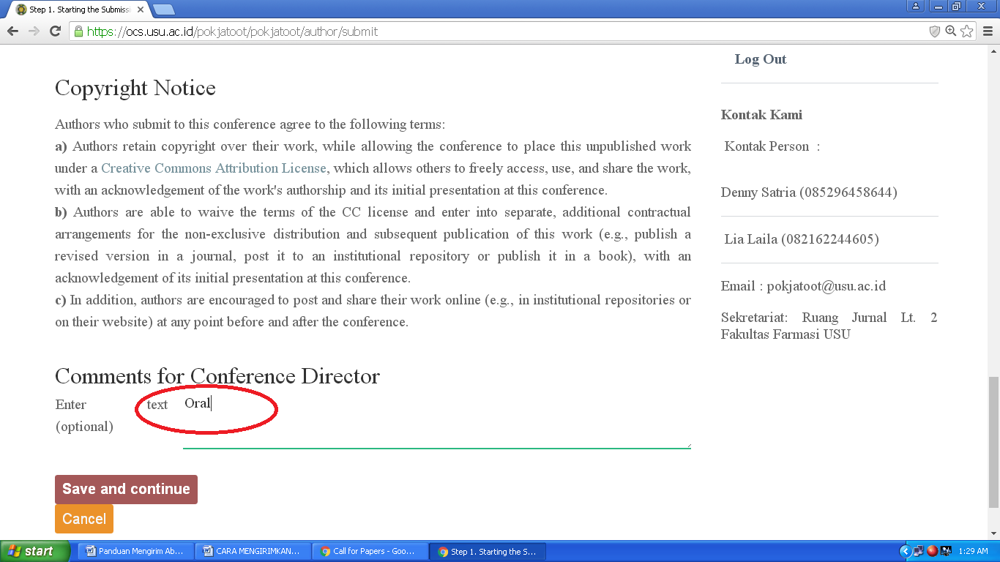 Step 1. Starting the Submissi
https://ocs.usu.ac.id/pokjatoot/pokjatoot/author/submit
Log Out
Copyright Notice
Authors who submit to this conference agree to the following terms:
a) Authors retain copyright over their work, while allowing the conference to place this unpublished work
under a Creative Commons Attribution License, which allows others to freely access, use, and share the work,
with an acknowledgement of the work's authorship and its initial presentation at this conference.
b) Authors are able to waive the terms of the CC license and enter into separate, additional contractual
arrangements for the non-exclusive distribution and subsequent publication of this work (e.g., publish a
revised version in a journal, post it to an institutional repository or publish it in a book), with an
acknowledgement of its initial presentation at this conference.
c) In addition, authors are encouraged to post and share their work online (e.g., in institutional repositories or
on their website) at any point before and after the conference.
Comments for Conference Director
Enter text
(optional)
Oral
Save and continue
Cancel
Kontak Kami
Kontak Person :
Denny Satria (085296458644)
Lia Laila (082162244605)
Email : pokjatoot@usu.ac.id
Sekretariat: Ruang Jurnal Lt. 2
Fakultas Farmasi USU
start
Panduan Mengirim Ab...
CARA MENGIRIMKAN...
Call for Papers - Goo...
Step 1. Starting the S...
1:29 AM